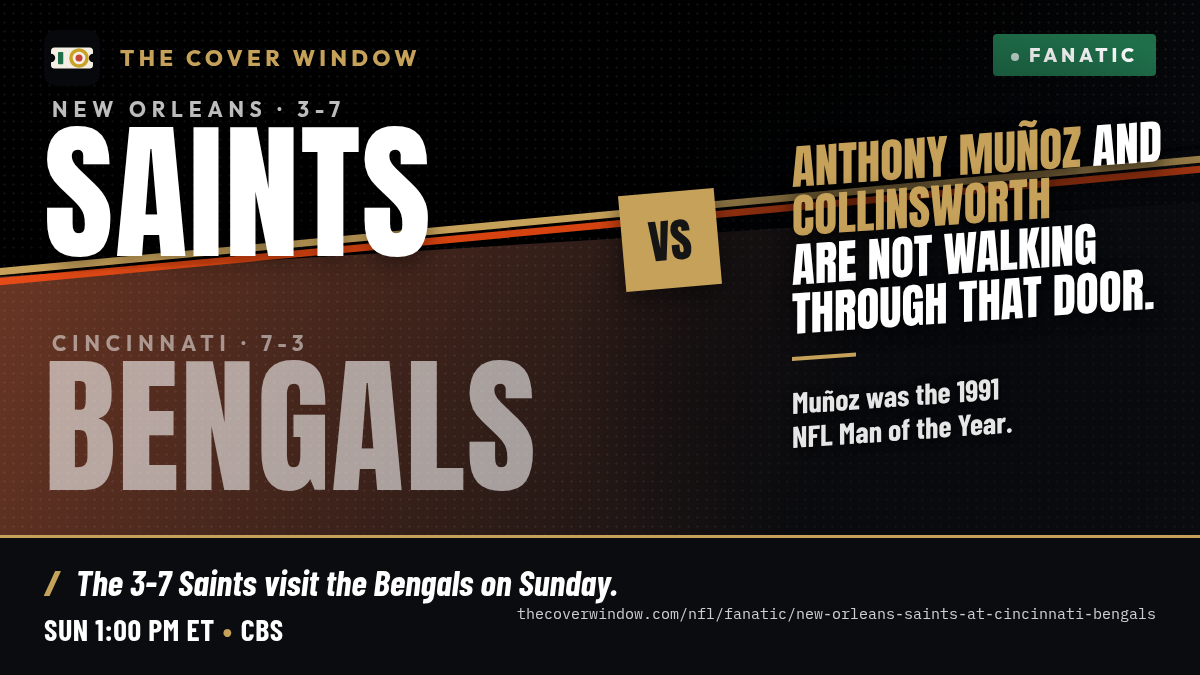 THE COVER WINDOW
FANATIC
NEW ORLEANS · 3-7
SAINTS
VS
CINCINNATI · 7-3
BENGALS
ANTHONY MUÑOZ AND
COLLINSWORTH
ARE NOT WALKING
THROUGH THAT DOOR.
Muñoz was the 1991
NFL Man of the Year.
/ The 3-7 Saints visit the Bengals on Sunday.
SUN 1:00 PM ET • CBS
thecoverwindow.com/nfl/fanatic/new-orleans-saints-at-cincinnati-bengals